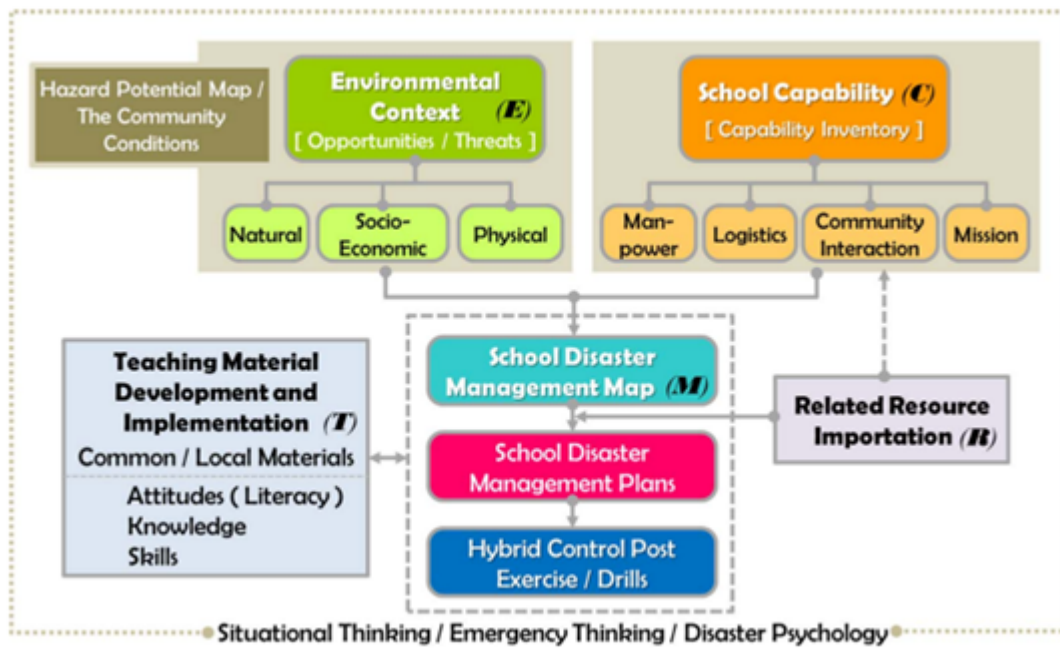 Hazard Potential Map /
The Community
Conditions
Environmental
Context (E)
[ Opportunities / Threats ]
Natural
Socio-
Economic
Physical
School Capability (C)
[ Capability Inventory ]
Man-
power
Logistics
Community
Interaction
Mission
School Disaster
Management Map (M)
School Disaster
Management Plans
Hybrid Control Post
Exercise / Drills
Teaching Material
Development and
Implementation (T)
Common / Local Materials
Attitudes ( Literacy )
Knowledge
Skills
Related Resource
Importation (R)
Situational Thinking / Emergency Thinking / Disaster Psychology